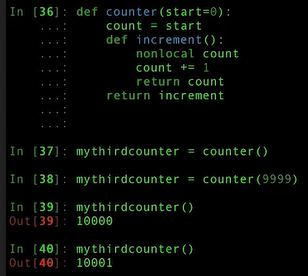 In [36]: def counter(start=0):
    ...:     count = start
    ...:     def increment():
    ...:         nonlocal count
    ...:         count += 1
    ...:         return count
    ...:     return increment
    ...:
    ...:
In [37]: mythirdcounter = counter()
In [38]: mythirdcounter = counter(9999)
In [39]: mythirdcounter()
Out[39]: 10000
In [40]: mythirdcounter()
Out[40]: 10001